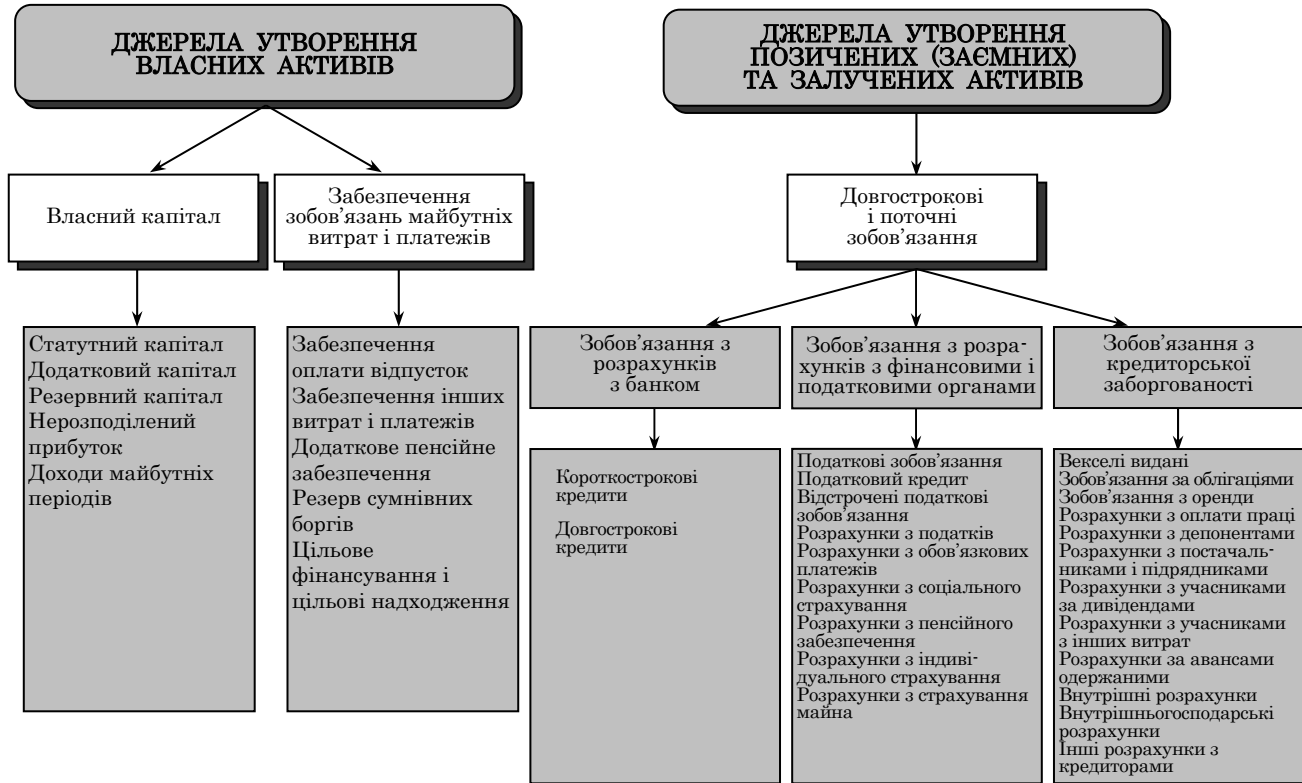 ДЖЕРЕЛА УТВОРЕННЯ
ВЛАСНИХ АКТИВІВ
ДЖЕРЕЛА УТВОРЕННЯ
ПОЗИЧЕНИХ (ЗАЄМНИХ)
ТА ЗАЛУЧЕНИХ АКТИВІВ
Власний капітал
Забезпечення
зобов'язань майбутніх
витрат і платежів
Довгострокові
і поточні
зобов'язання
Статутний капітал
Додатковий капітал
Резервний капітал
Нерозподілений
прибуток
Доходи майбутніх
періодів
Забезпечення
оплати відпусток
Забезпечення інших
витрат і платежів
Додаткове пенсійне
забезпечення
Резерв сумнівних
боргів
Цільове
фінансування і
цільові надходження
Зобов'язання з
розрахунків
з банком
Короткострокові
кредити
Довгострокові
кредити
Зобов'язання з розра-
хунків з фінансовими і
податковими органами
Податкові зобов'язання
Податковий кредит
Відстрочені податкові
зобов'язання
Розрахунки з податків
Розрахунки з обов'язкових
платежів
Розрахунки з соціального
страхування
Розрахунки з пенсійного
забезпечення
Розрахунки з індиві-
дуального страхування
Розрахунки з страхування
майна
Зобов'язання з
кредиторської
заборгованості
Векселі видані
Зобов'язання за облігаціями
Зобов'язання з оренди
Розрахунки з оплати праці
Розрахунки з депонентами
Розрахунки з постачаль-
никами і підрядниками
Розрахунки з учасниками
за дивідендами
Розрахунки з учасниками
з інших витрат
Розрахунки за авансами
одержаними
Внутрішні розрахунки
Внутрішньогосподарські
розрахунки
Інші розрахунки з
кредиторами